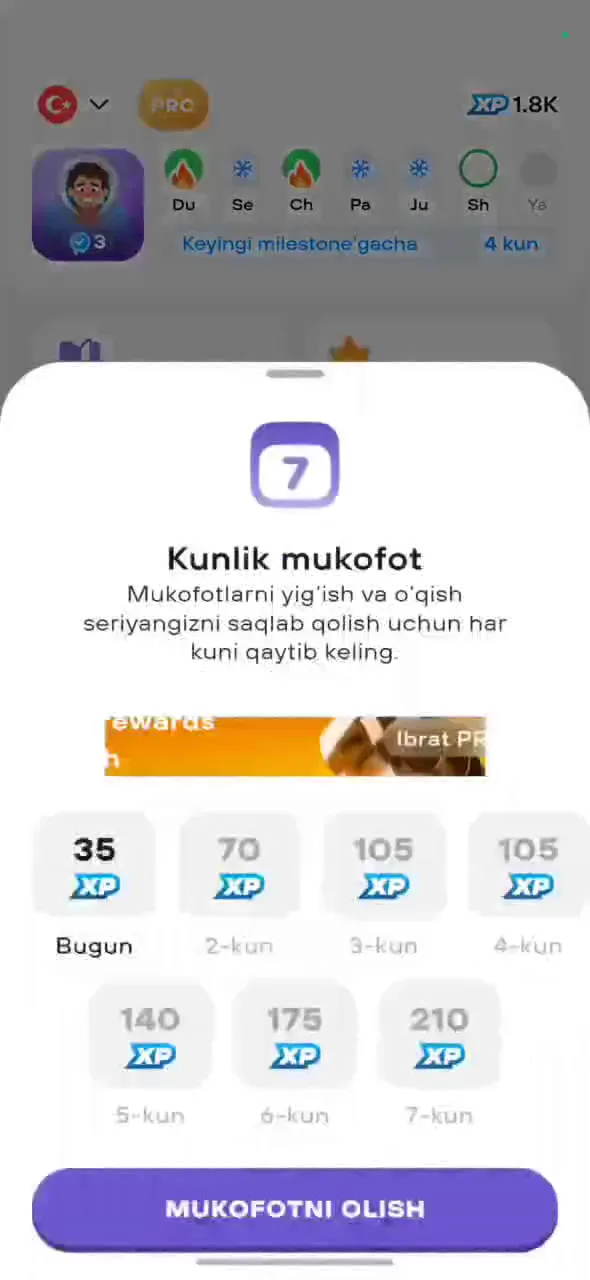 PRO
XP 1.8K
3
Du Se Ch Pa Ju Sh Ya
Keyingi milestone'gacha 4 kun
7
Kunlik mukofot
Mukofotlarni yig'ish va o'qish
seriyangizni saqlab qolish uchun har
kuni qaytib keling.
ewards
h
Ibrat PR
35 70 105 105
XP XP XP XP
Bugun 2-kun 3-kun 4-kun
140 175 210
XP XP XP
5-kun 6-kun 7-kun
MUKOFOTNI OLISH